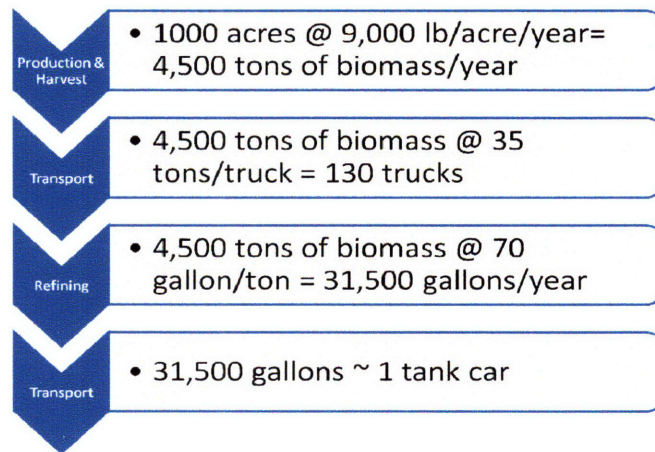 Production &
Harvest
• 1000 acres @ 9,000 lb/acre/year=
4,500 tons of biomass/year
Transport
• 4,500 tons of biomass @ 35
tons/truck = 130 trucks
Refining
• 4,500 tons of biomass @ 70
gallon/ton = 31,500 gallons/year
Transport
• 31,500 gallons ~ 1 tank car